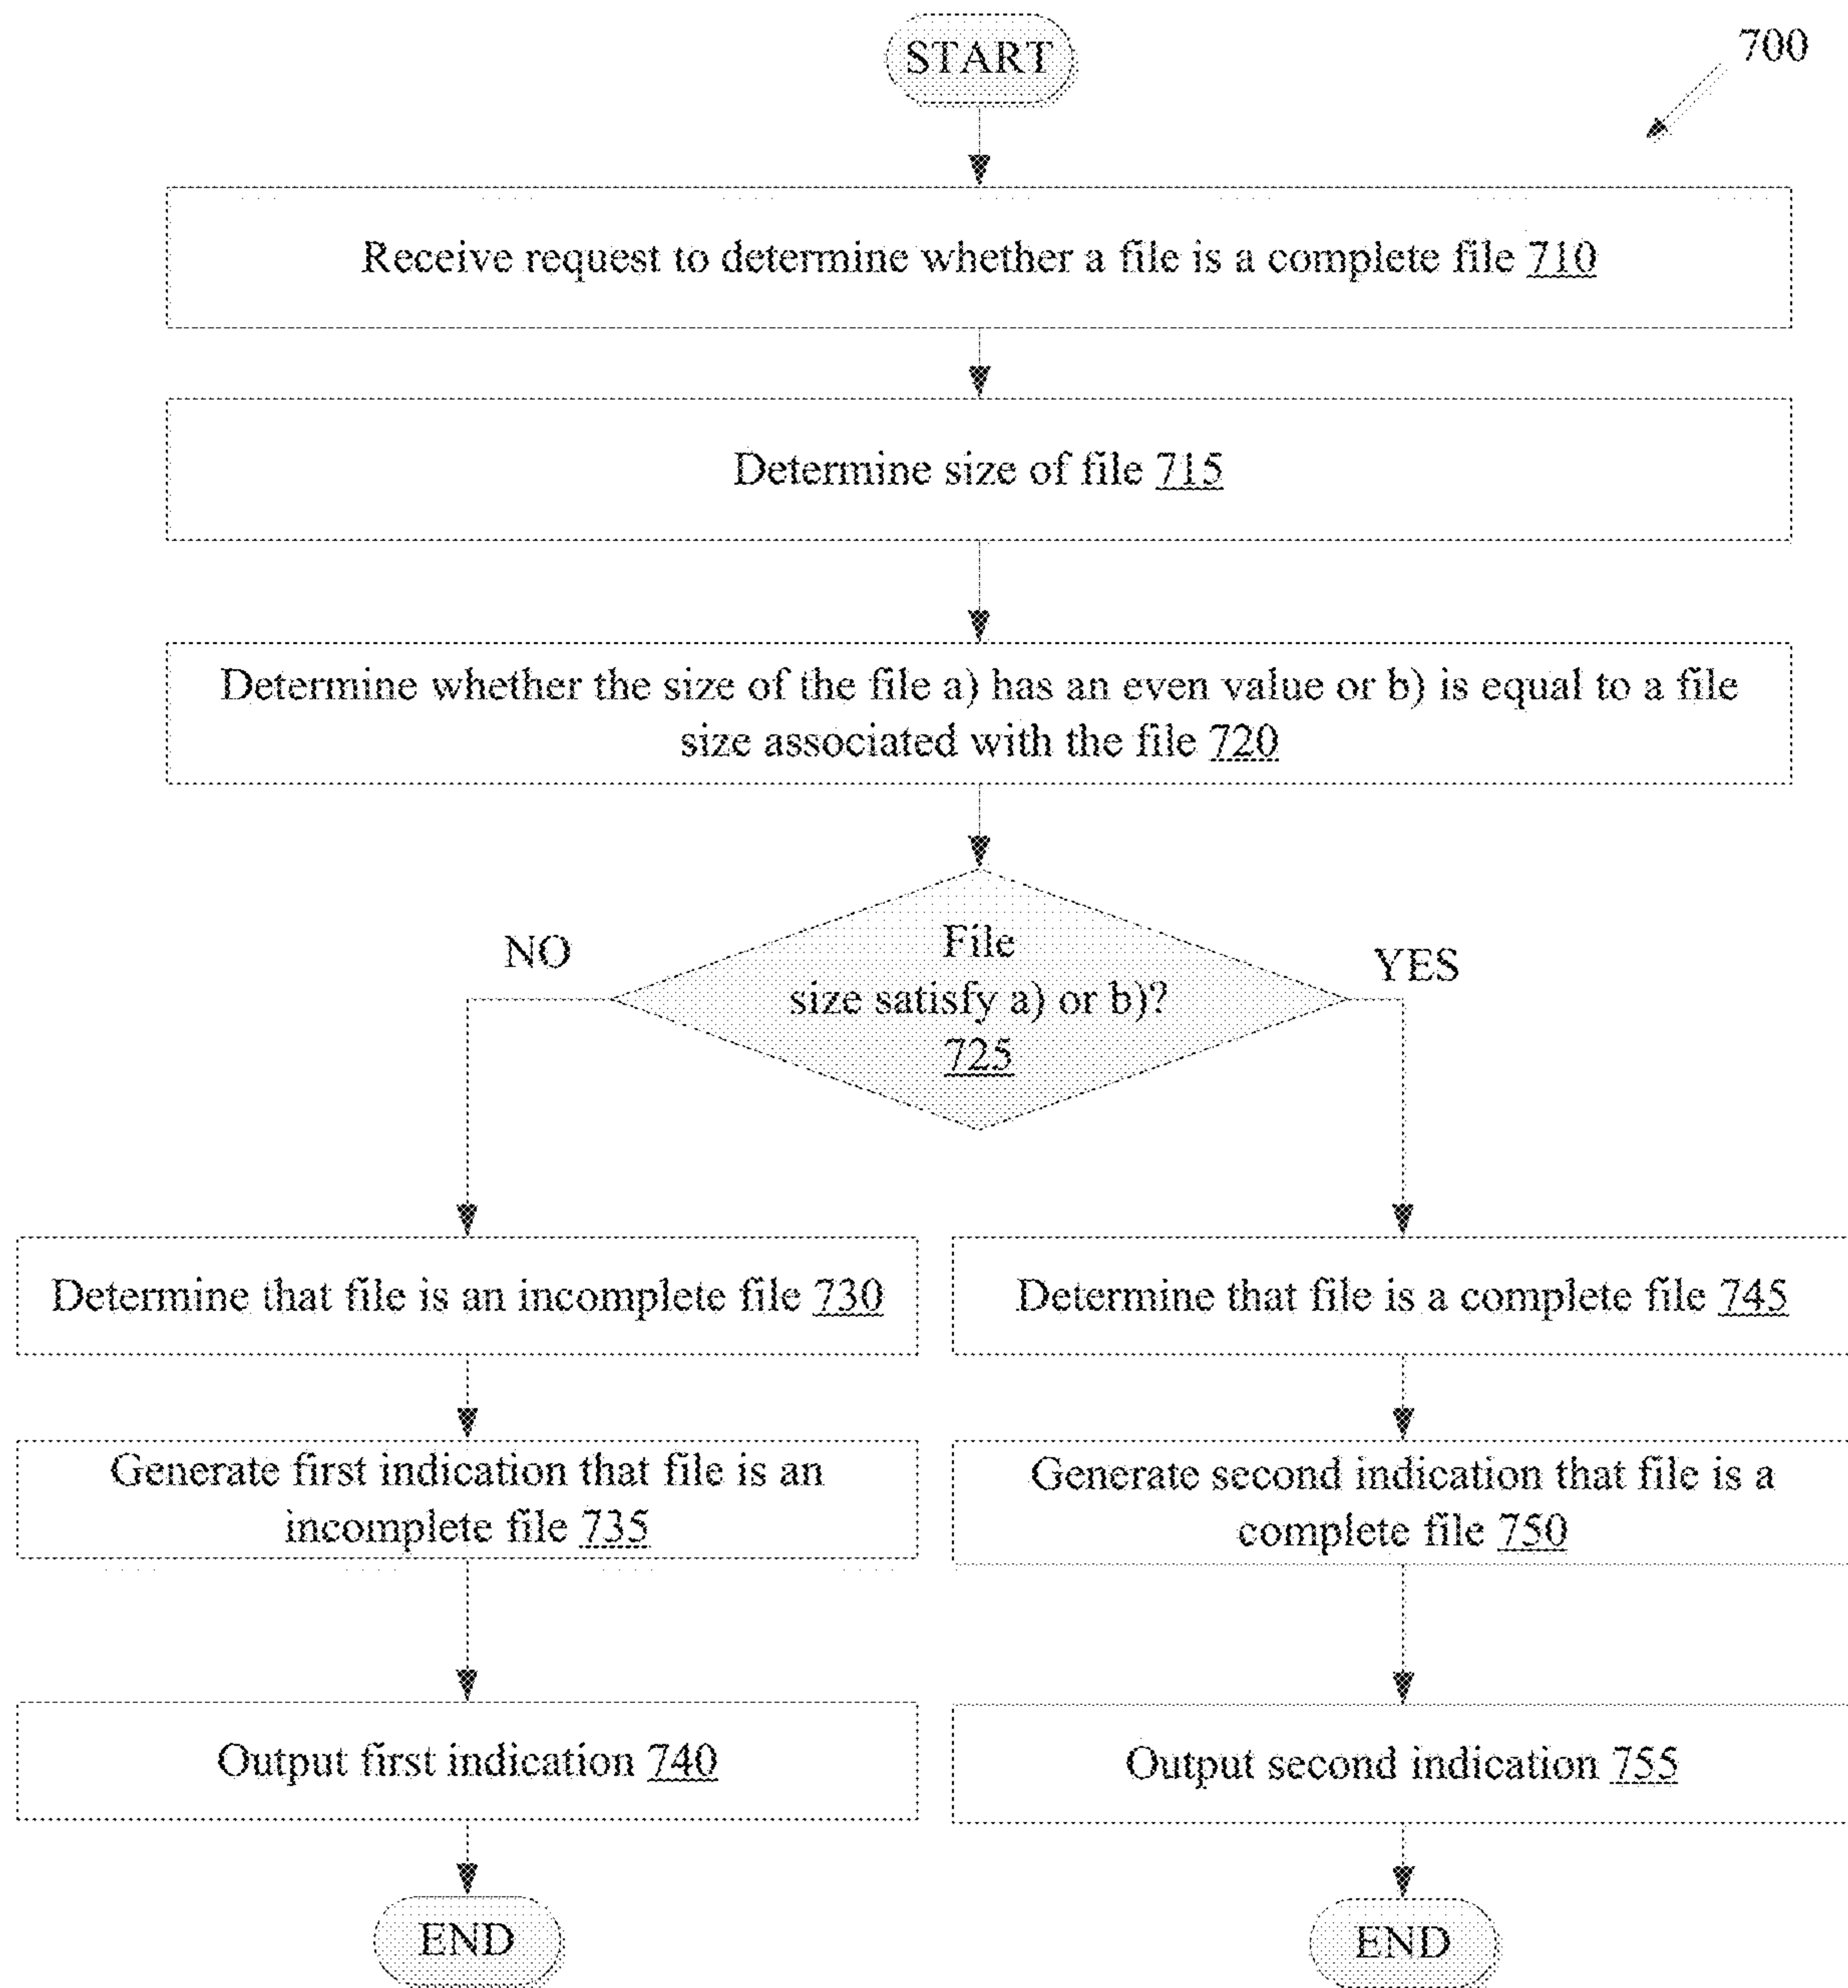 START
700
Receive request to determine whether a file is a complete file 710
Determine size of file 715
Determine whether the size of the file a) has an even value or b) is equal to a file
size associated with the file 720
File
size satisfy a) or b)?
725
NO
YES
Determine that file is an incomplete file 730
Generate first indication that file is an
incomplete file 735
Output first indication 740
END
Determine that file is a complete file 745
Generate second indication that file is a
complete file 750
Output second indication 755
END